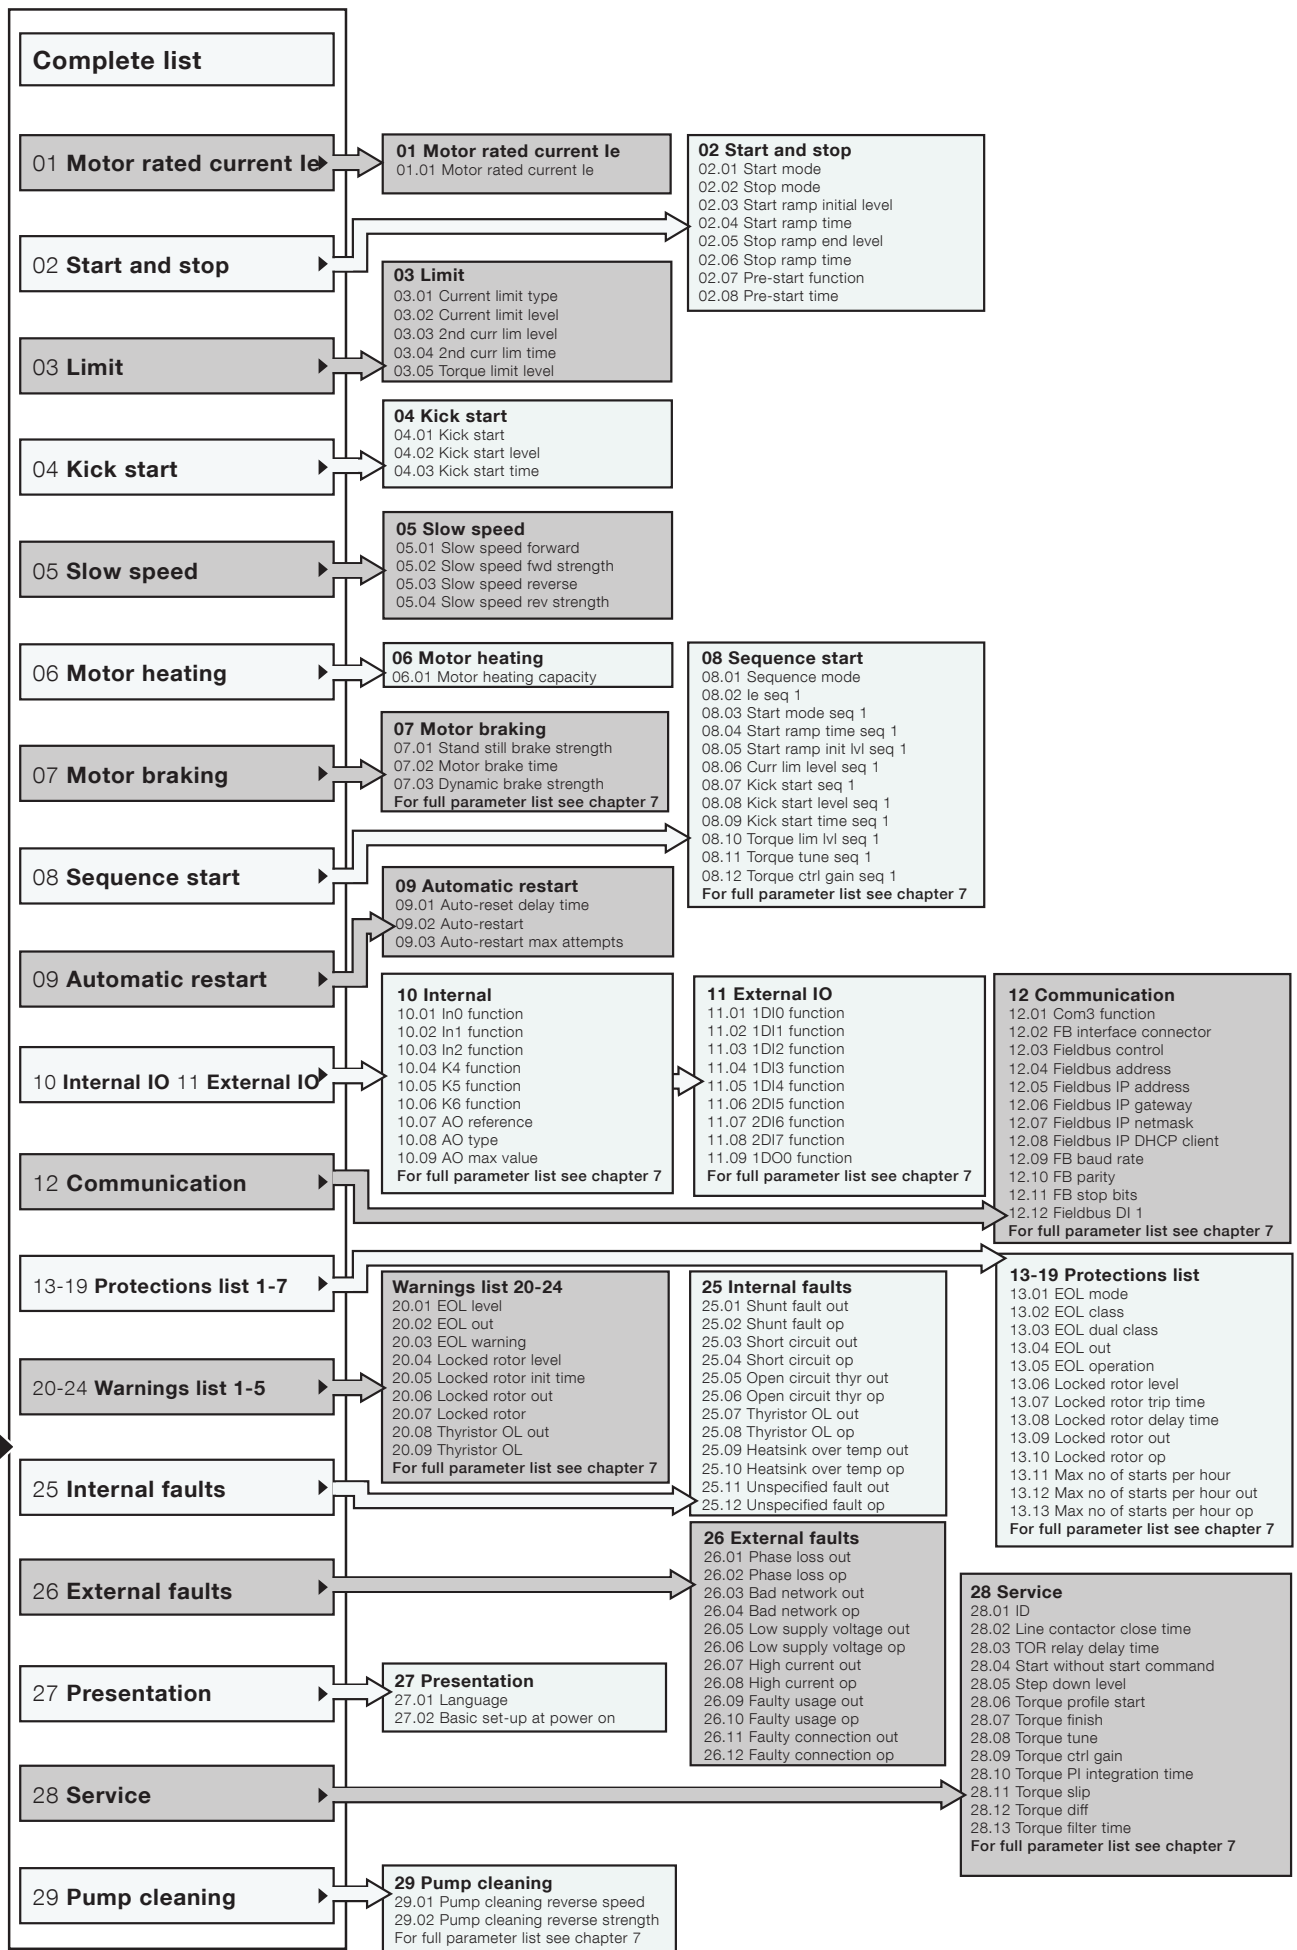 Complete list
01 Motor rated current Ie
01 Motor rated current Ie
01.01 Motor rated current Ie
02 Start and stop
02 Start and stop
02.01 Start mode
02.02 Stop mode
02.03 Start ramp initial level
02.04 Start ramp time
02.05 Stop ramp end level
02.06 Stop ramp time
02.07 Pre-start function
02.08 Pre-start time
03 Limit
03 Limit
03.01 Current limit type
03.02 Current limit level
03.03 2nd curr lim level
03.04 2nd curr lim time
03.05 Torque limit level
04 Kick start
04 Kick start
04.01 Kick start
04.02 Kick start level
04.03 Kick start time
05 Slow speed
05 Slow speed
05.01 Slow speed forward
05.02 Slow speed fwd strength
05.03 Slow speed reverse
05.04 Slow speed rev strength
06 Motor heating
06 Motor heating
06.01 Motor heating capacity
07 Motor braking
07 Motor braking
07.01 Stand still brake strength
07.02 Motor brake time
07.03 Dynamic brake strength
For full parameter list see chapter 7
08 Sequence start
08 Sequence start
08.01 Sequence mode
08.02 Ie seq 1
08.03 Start mode seq 1
08.04 Start ramp time seq 1
08.05 Start ramp init lvl seq 1
08.06 Curr lim level seq 1
08.07 Kick start seq 1
08.08 Kick start level seq 1
08.09 Kick start time seq 1
08.10 Torque lim lvl seq 1
08.11 Torque tune seq 1
08.12 Torque ctrl gain seq 1
For full parameter list see chapter 7
09 Automatic restart
09 Automatic restart
09.01 Auto-reset delay time
09.02 Auto-restart
09.03 Auto-restart max attempts
10 Internal IO 11 External IO
10 Internal
10.01 In0 function
10.02 In1 function
10.03 In2 function
10.04 K4 function
10.05 K5 function
10.06 K6 function
10.07 AO reference
10.08 AO type
10.09 AO max value
For full parameter list see chapter 7
11 External IO
11.01 1DI0 function
11.02 1DI1 function
11.03 1DI2 function
11.04 1DI3 function
11.05 1DI4 function
11.06 2DI5 function
11.07 2DI6 function
11.08 2DI7 function
11.09 1DO0 function
For full parameter list see chapter 7
12 Communication
12 Communication
12.01 Com3 function
12.02 FB interface connector
12.03 Fieldbus control
12.04 Fieldbus address
12.05 Fieldbus IP address
12.06 Fieldbus IP gateway
12.07 Fieldbus IP netmask
12.08 Fieldbus IP DHCP client
12.09 FB baud rate
12.10 FB parity
12.11 FB stop bits
12.12 Fieldbus DI 1
For full parameter list see chapter 7
13-19 Protections list 1-7
13-19 Protections list
13.01 EOL mode
13.02 EOL class
13.03 EOL dual class
13.04 EOL out
13.05 EOL operation
13.06 Locked rotor level
13.07 Locked rotor trip time
13.08 Locked rotor delay time
13.09 Locked rotor out
13.10 Locked rotor op
13.11 Max no of starts per hour
13.12 Max no of starts per hour out
13.13 Max no of starts per hour op
For full parameter list see chapter 7
20-24 Warnings list 1-5
Warnings list 20-24
20.01 EOL level
20.02 EOL out
20.03 EOL warning
20.04 Locked rotor level
20.05 Locked rotor init time
20.06 Locked rotor out
20.07 Locked rotor
20.08 Thyristor OL out
20.09 Thyristor OL
For full parameter list see chapter 7
25 Internal faults
25 Internal faults
25.01 Shunt fault out
25.02 Shunt fault op
25.03 Short circuit out
25.04 Short circuit op
25.05 Open circuit thyr out
25.06 Open circuit thyr op
25.07 Thyristor OL out
25.08 Thyristor OL op
25.09 Heatsink over temp out
25.10 Heatsink over temp op
25.11 Unspecified fault out
25.12 Unspecified fault op
26 External faults
26 External faults
26.01 Phase loss out
26.02 Phase loss op
26.03 Bad network out
26.04 Bad network op
26.05 Low supply voltage out
26.06 Low supply voltage op
26.07 High current out
26.08 High current op
26.09 Faulty usage out
26.10 Faulty usage op
26.11 Faulty connection out
26.12 Faulty connection op
27 Presentation
27 Presentation
27.01 Language
27.02 Basic set-up at power on
28 Service
28 Service
28.01 ID
28.02 Line contactor close time
28.03 TOR relay delay time
28.04 Start without start command
28.05 Step down level
28.06 Torque profile start
28.07 Torque finish
28.08 Torque tune
28.09 Torque ctrl gain
28.10 Torque PI integration time
28.11 Torque slip
28.12 Torque diff
28.13 Torque filter time
For full parameter list see chapter 7
29 Pump cleaning
29 Pump cleaning
29.01 Pump cleaning reverse speed
29.02 Pump cleaning reverse strength
For full parameter list see chapter 7